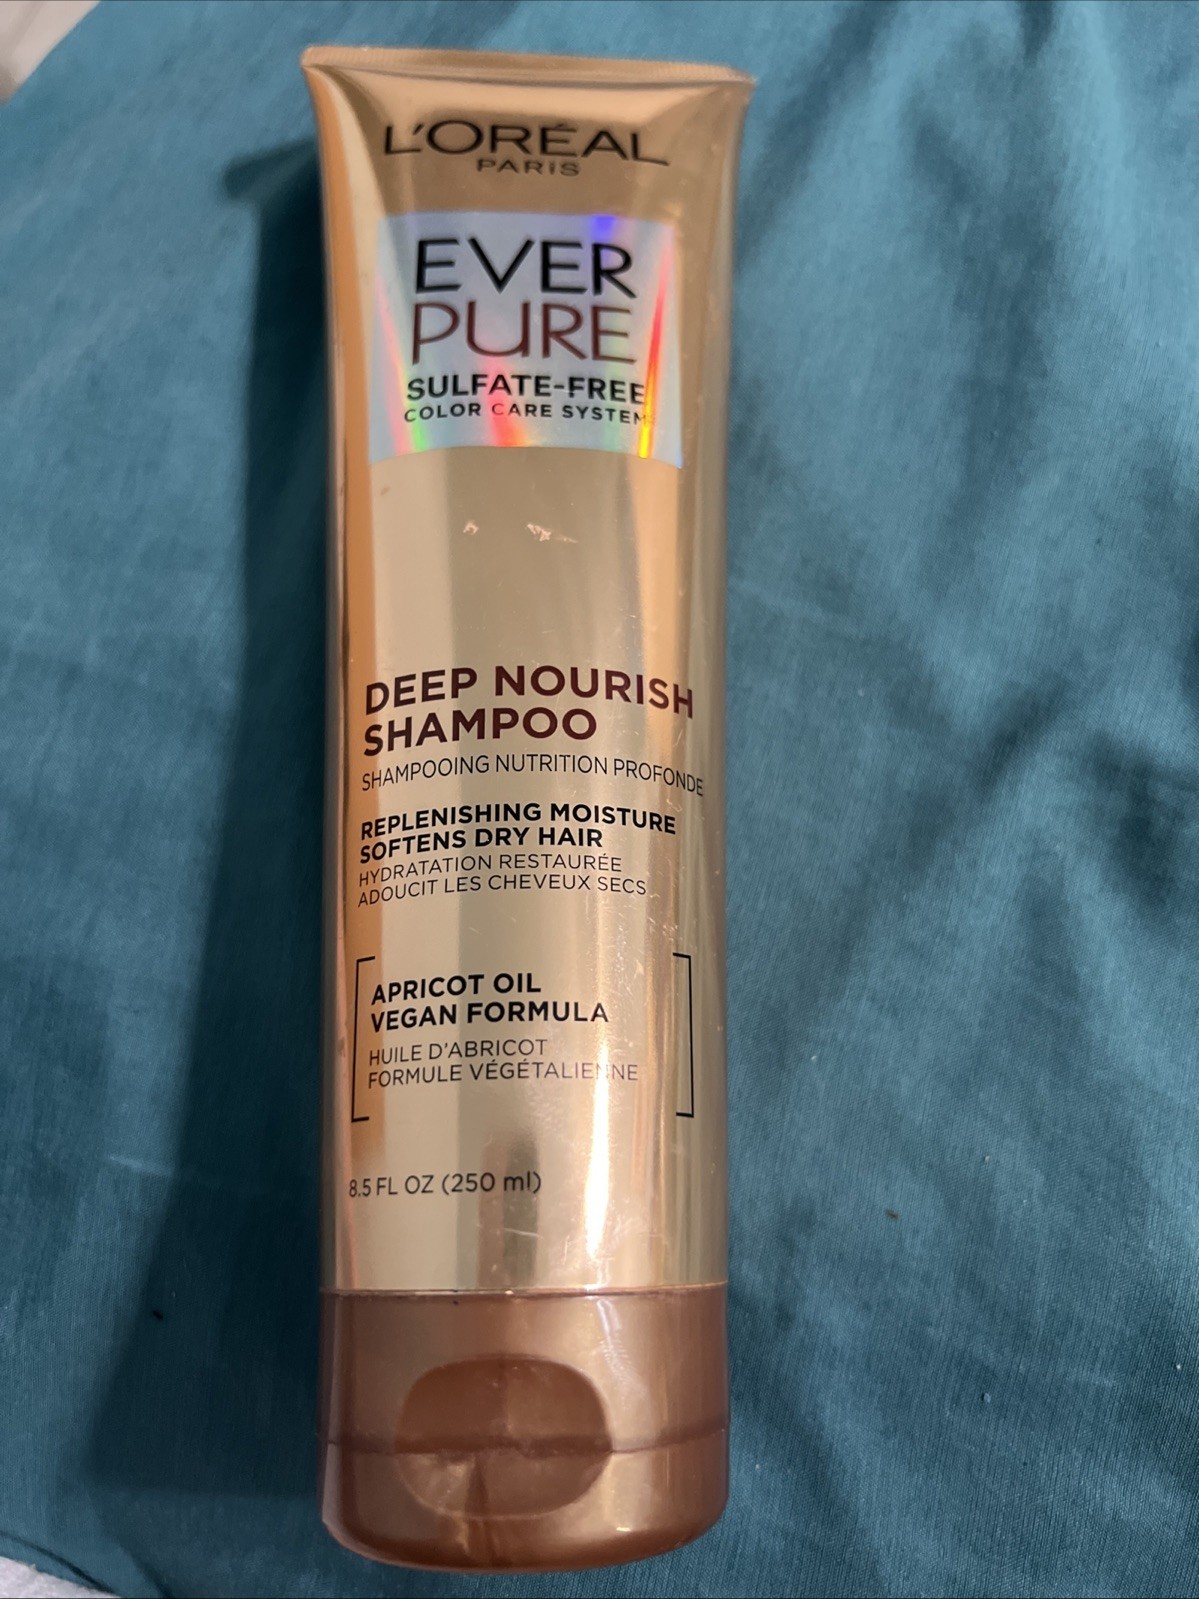 L'ORÉAL
PARIS
EVER
PURE
SULFATE-FREE
COLOR CARE SYSTEM
DEEP NOURISH
SHAMPOO
SHAMPOOING NUTRITION PROFONDE
REPLENISHING MOISTURE
SOFTENS DRY HAIR
HYDRATATION RESTAURÉE
ADOUCIT LES CHEVEUX SECS
APRICOT OIL
VEGAN FORMULA
HUILE D'ABRICOT
FORMULE VÉGÉTALIENNE
8.5 FL OZ (250 ml)